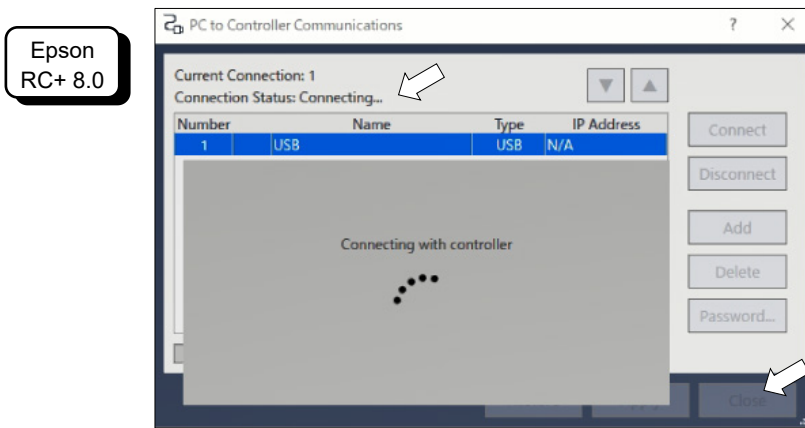 Epson
RC+ 8.0
PC to Controller Communications
Current Connection: 1
Connection Status: Connecting...
Number Name Type IP Address
1 USB USB N/A
Connecting with controller
Connect
Disconnect
Add
Delete
Password...
Close